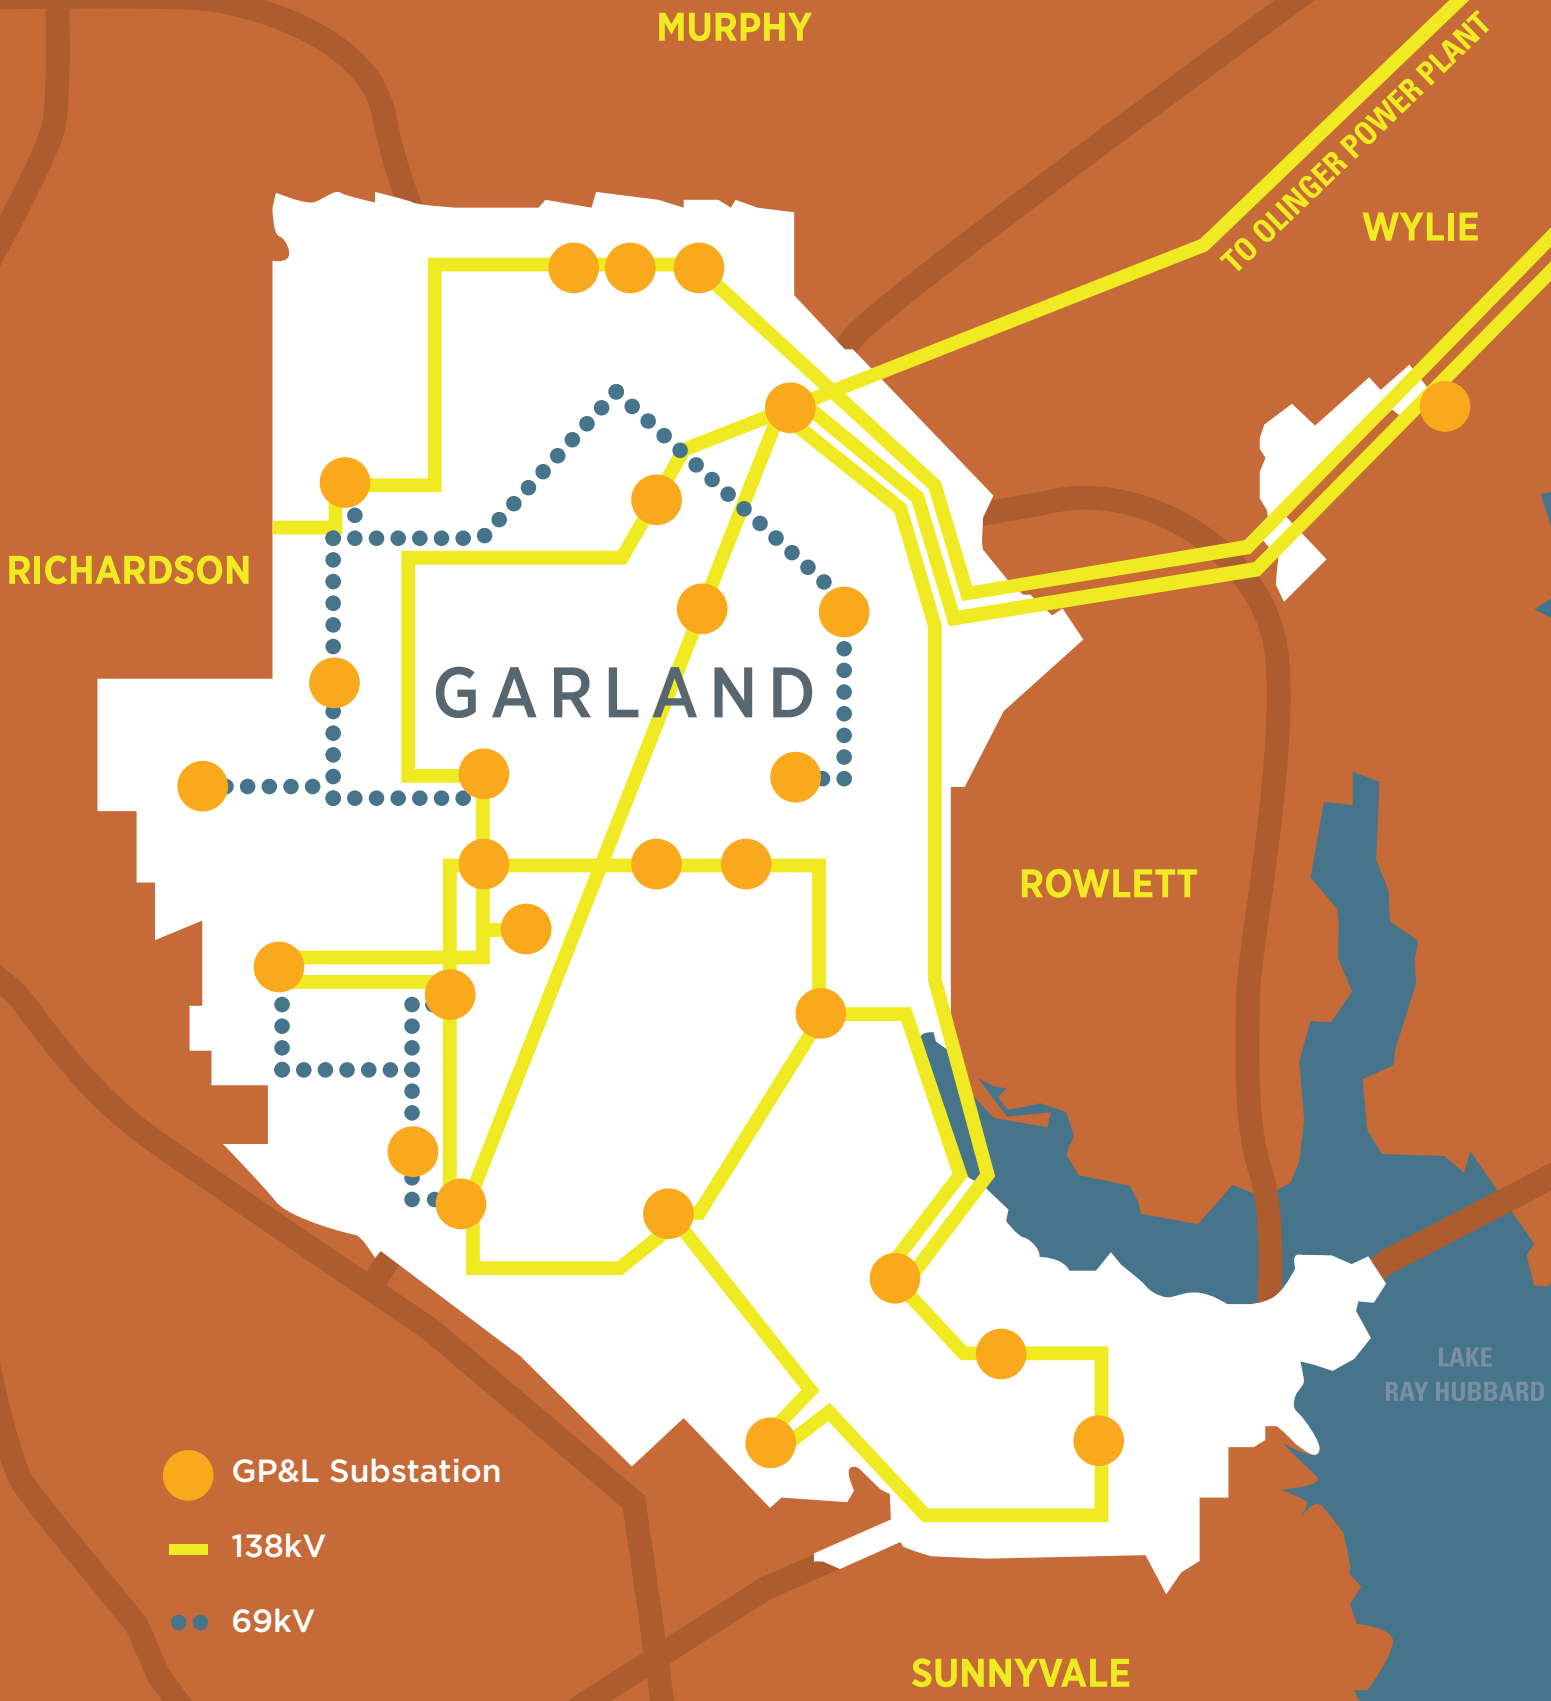 MURPHY
TO OLINGER POWER PLANT
WYLIE
RICHARDSON
GARLAND
ROWLETT
LAKE
RAY HUBBARD
GP&L Substation
138kV
69kV
SUNNYVALE